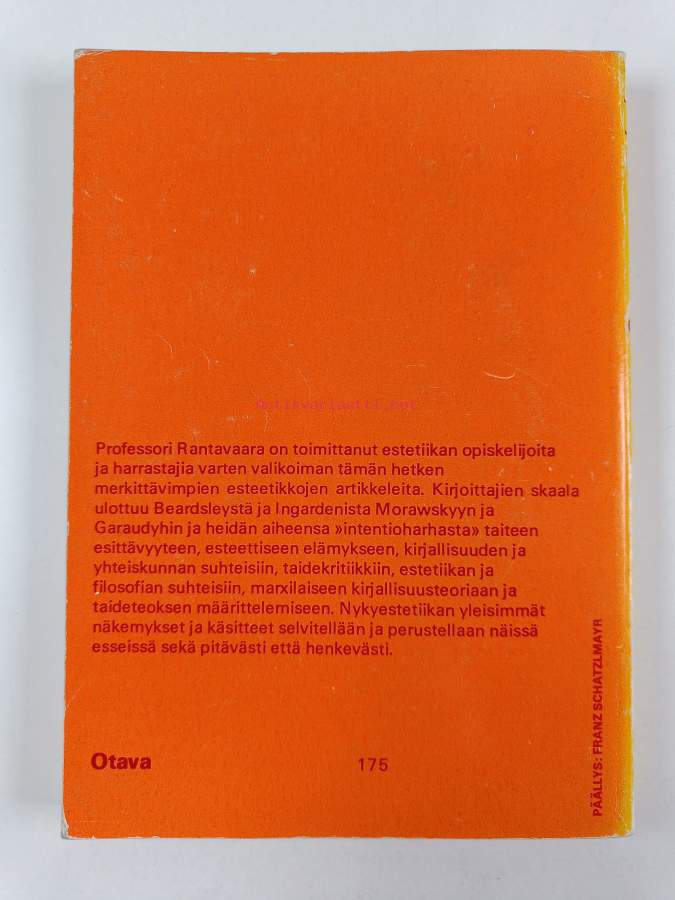 Antikvariaatti.net
Professori Rantavaara on toimittanut estetiikan opiskelijoita
ja harrastajia varten valikoiman tämän hetken
merkittävimpien esteetikkojen artikkeleita. Kirjoittajien skaala
ulottuu Beardsleystä ja Ingardenista Morawskyyn ja
Garaudyhin ja heidän aiheensa »intentioharhasta» taiteen
esittävyyteen, esteettiseen elämykseen, kirjallisuuden ja
yhteiskunnan suhteisiin, taidekritiikkiin, estetiikan ja
filosofian suhteisiin, marxilaiseen kirjallisuusteoriaan ja
taideteoksen määrittelemiseen. Nykyestetiikan yleisimmät
näkemykset ja käsitteet selvitellään ja perustellaan näissä
esseissä sekä pitävästi että henkevästi.
Otava
175
PÄÄLLYS: FRANZ SCHATZLMAYR